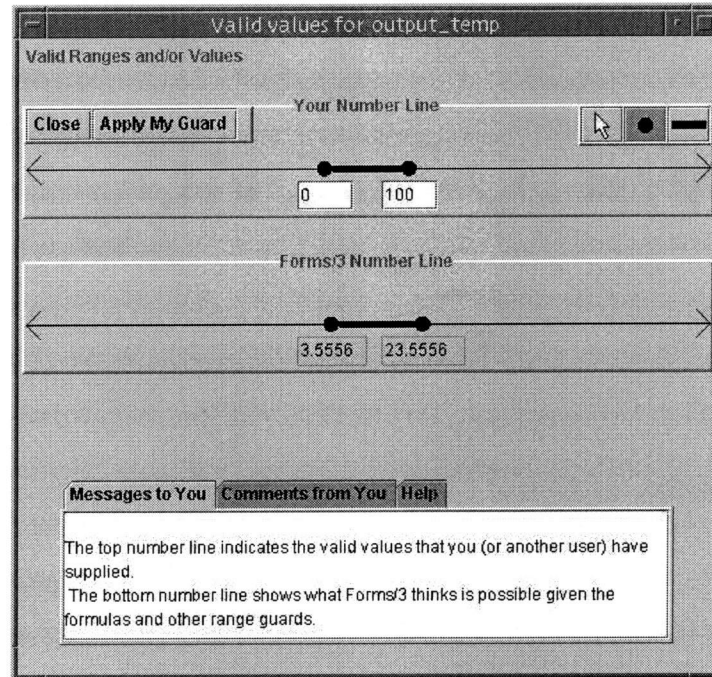 Valid values for output_temp
Valid Ranges and/or Values
Your Number Line
Close Apply My Guard
0 100
Forms/3 Number Line
3.5556 23.5556
Messages to You Comments from You Help
The top number line indicates the valid values that you (or another user) have
supplied.
The bottom number line shows what Forms/3 thinks is possible given the
formulas and other range guards.